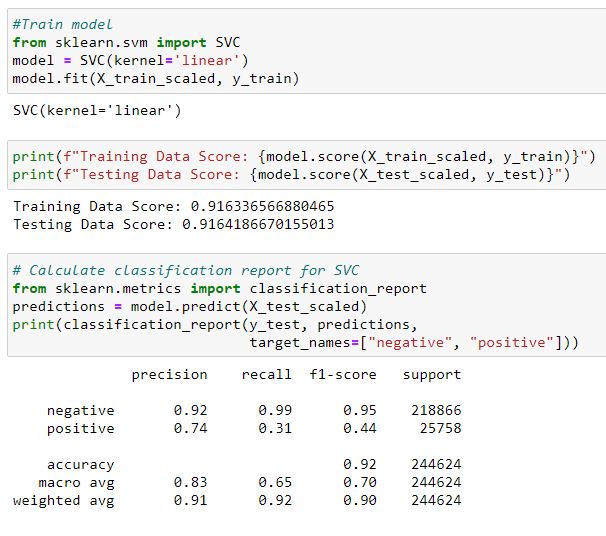 #Train model
from sklearn.svm import SVC
model = SVC(kernel='linear')
model.fit(X_train_scaled, y_train)
SVC(kernel='linear')
print(f"Training Data Score: {model.score(X_train_scaled, y_train)}")
print(f"Testing Data Score: {model.score(X_test_scaled, y_test)}")
Training Data Score: 0.916336566880465
Testing Data Score: 0.9164186670155013
# Calculate classification report for SVC
from sklearn.metrics import classification_report
predictions = model.predict(X_test_scaled)
print(classification_report(y_test, predictions,
target_names=["negative", "positive"]))
precision recall f1-score support
negative 0.92 0.99 0.95 218866
positive 0.74 0.31 0.44 25758
accuracy 0.92 244624
macro avg 0.83 0.65 0.70 244624
weighted avg 0.91 0.92 0.90 244624